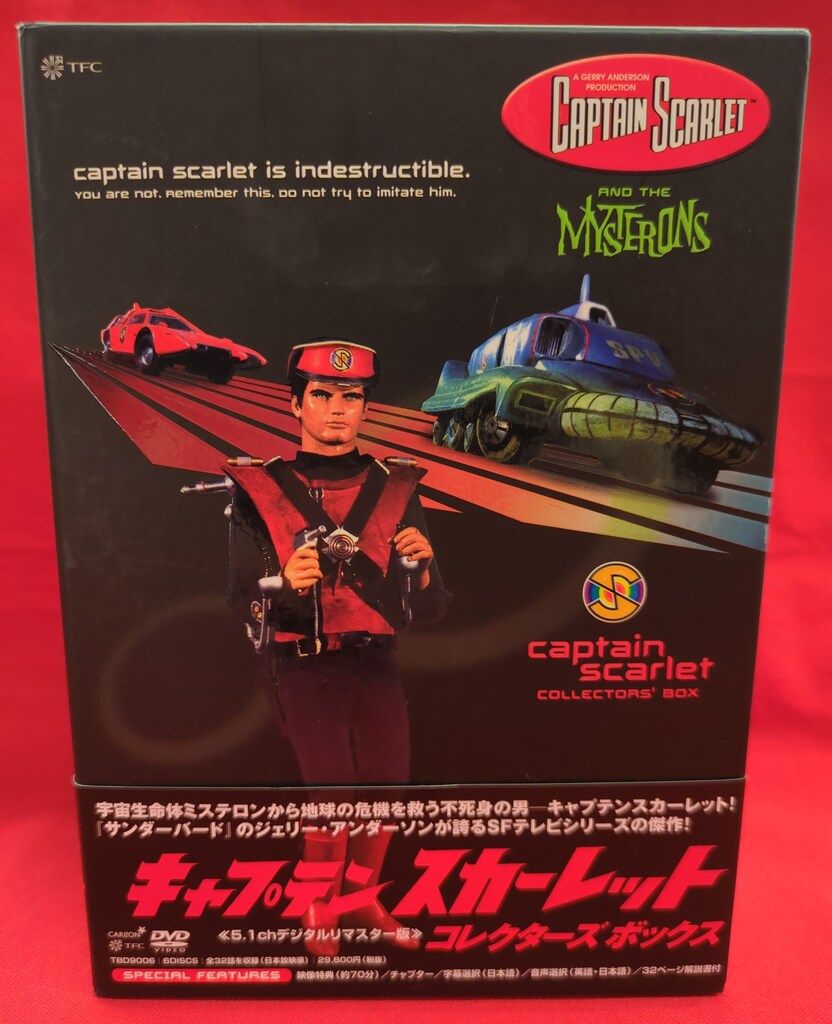 TFC
A GERRY ANDERSON
PRODUCTION
CAPTAIN SCARLET™
AND THE
MYSTERONS
captain scarlet is indestructible.
you are not. remember this. do not try to imitate him.
SPV
S
captain
scarlet
COLLECTORS' BOX
宇宙生命体ミステロンから地球の危機を救う不死身の男─キャプテンスカーレット!
『サンダーバード』のジェリー・アンダーソンが誇るSFテレビシリーズの傑作!
キャプテン スカーレット
≪5.1chデジタルリマスター版≫ コレクターズ ボックス
CARLTON
TFC
DVD
VIDEO
TBD9006 | 6DISCS | 全32話を収録(日本放映順) | 29,800円(税抜)
SPECIAL FEATURES 映像特典(約70分)/チャプター/字幕選択(日本語)/音声選択(英語・日本語)/32ページ解説書付